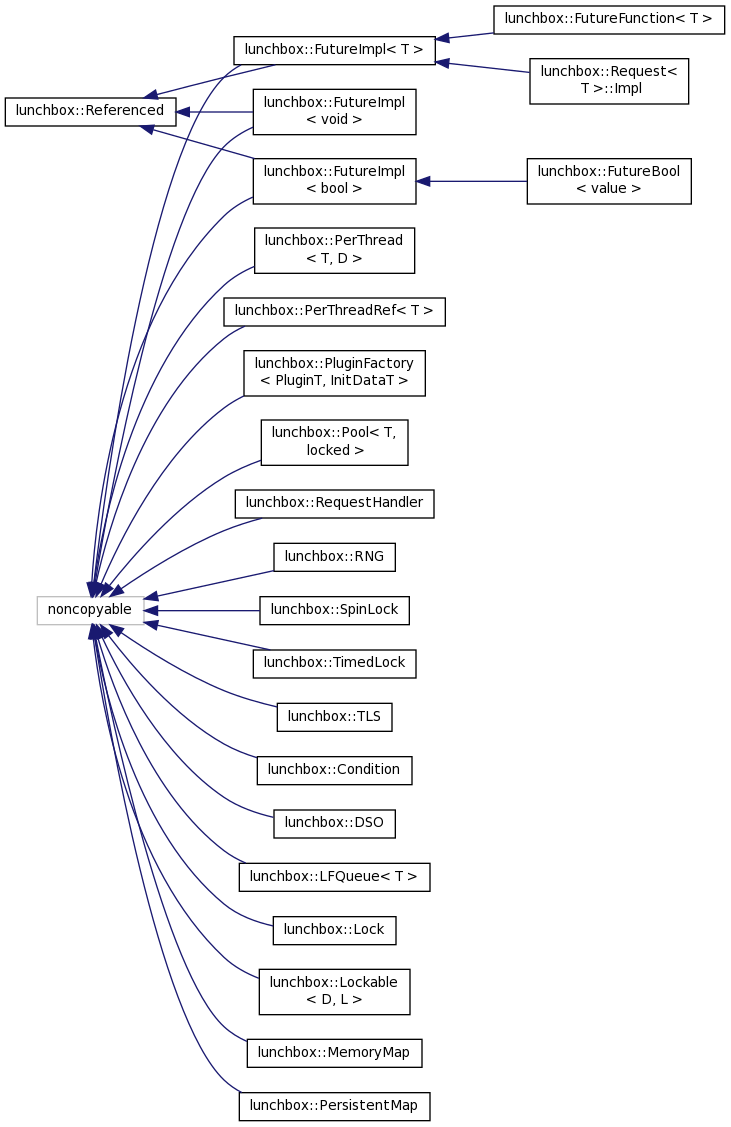 lunchbox::FutureFunction< T >
lunchbox::FutureImpl< T >
lunchbox::Request<
T >::Impl
lunchbox::Referenced
lunchbox::FutureImpl
< void >
lunchbox::FutureImpl
< bool >
lunchbox::FutureBool
< value >
lunchbox::PerThread
< T, D >
lunchbox::PerThreadRef< T >
lunchbox::PluginFactory
< PluginT, InitDataT >
lunchbox::Pool< T,
locked >
lunchbox::RequestHandler
lunchbox::RNG
noncopyable
lunchbox::SpinLock
lunchbox::TimedLock
lunchbox::TLS
lunchbox::Condition
lunchbox::DSO
lunchbox::LFQueue< T >
lunchbox::Lock
lunchbox::Lockable
< D, L >
lunchbox::MemoryMap
lunchbox::PersistentMap